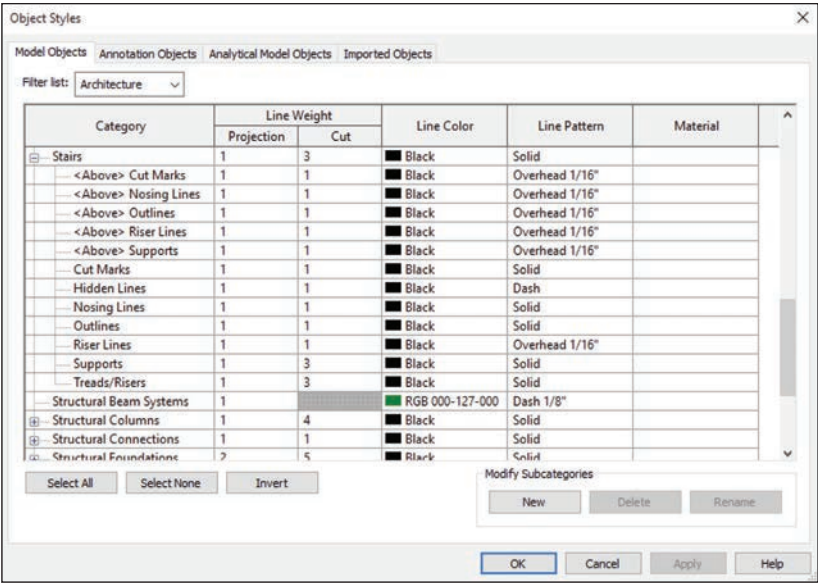 Object Styles
Model Objects Annotation Objects Analytical Model Objects Imported Objects
Filter list: Architecture
Category Line Weight Line Color Line Pattern Material
Projection Cut
Stairs 1 3 Black Solid
<Above> Cut Marks 1 1 Black Overhead 1/16"
<Above> Nosing Lines 1 1 Black Overhead 1/16"
<Above> Outlines 1 1 Black Overhead 1/16"
<Above> Riser Lines 1 1 Black Overhead 1/16"
<Above> Supports 1 1 Black Overhead 1/16"
Cut Marks 1 1 Black Solid
Hidden Lines 1 1 Black Dash
Nosing Lines 1 1 Black Solid
Outlines 1 1 Black Solid
Riser Lines 1 1 Black Overhead 1/16"
Supports 1 3 Black Solid
Treads/Risers 1 3 Black Solid
Structural Beam Systems 1 RGB 000-127-000 Dash 1/8"
Structural Columns 1 4 Black Solid
Structural Connections 1 1 Black Solid
Structural Foundations 2 5 Black Solid
Select All Select None Invert
Modify Subcategories
New Delete Rename
OK Cancel Apply Help